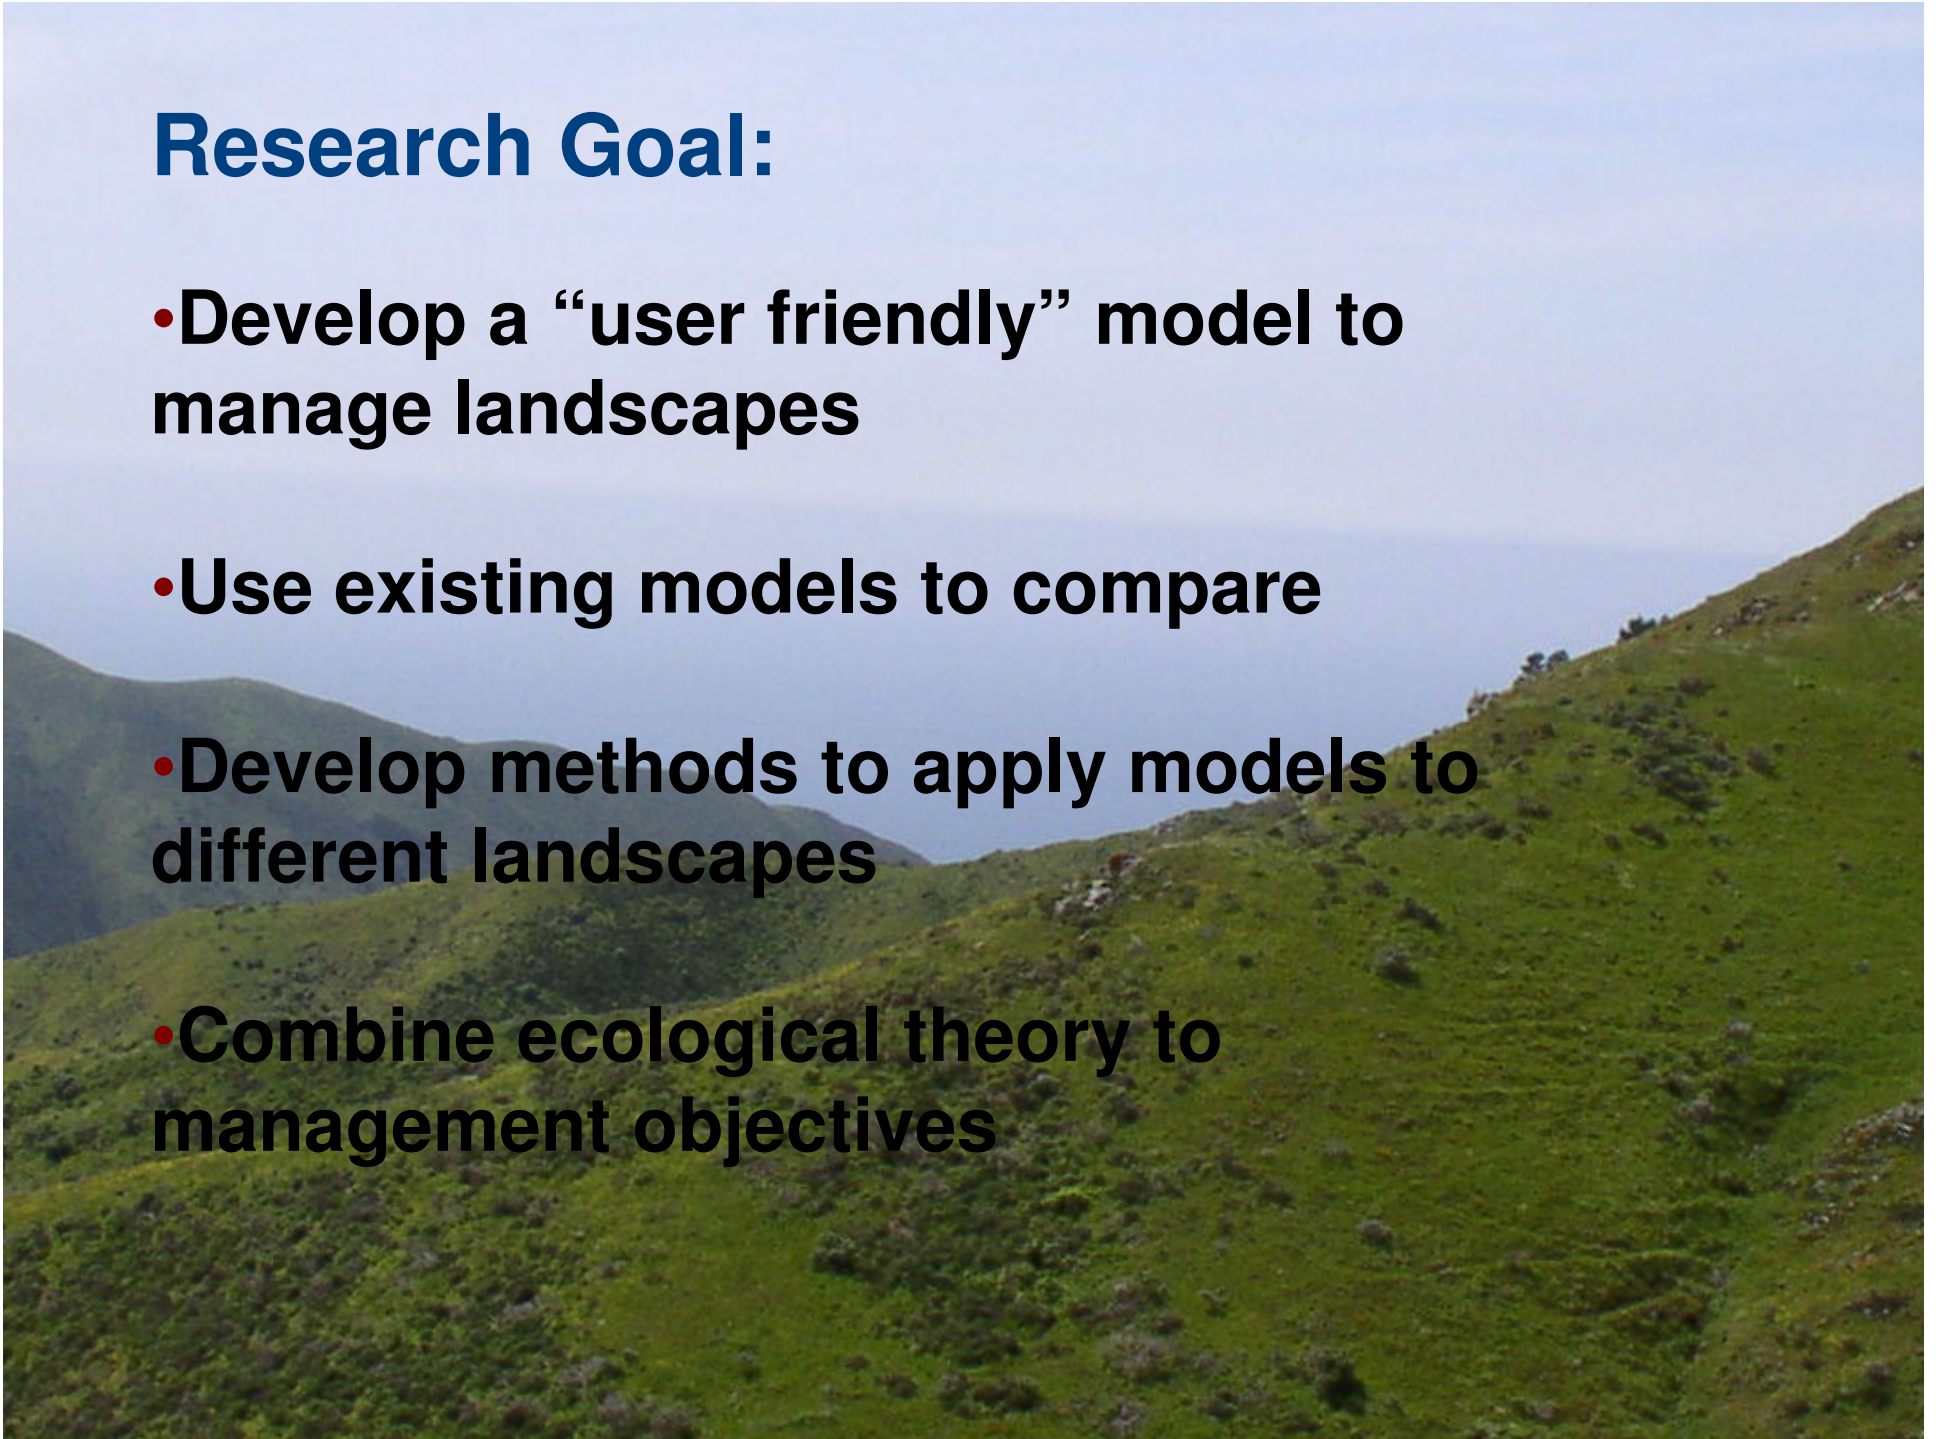 Research Goal:
•Develop a “user friendly” model to
manage landscapes
•Use existing models to compare
•Develop methods to apply models to
different landscapes
•Combine ecological theory to
management objectives